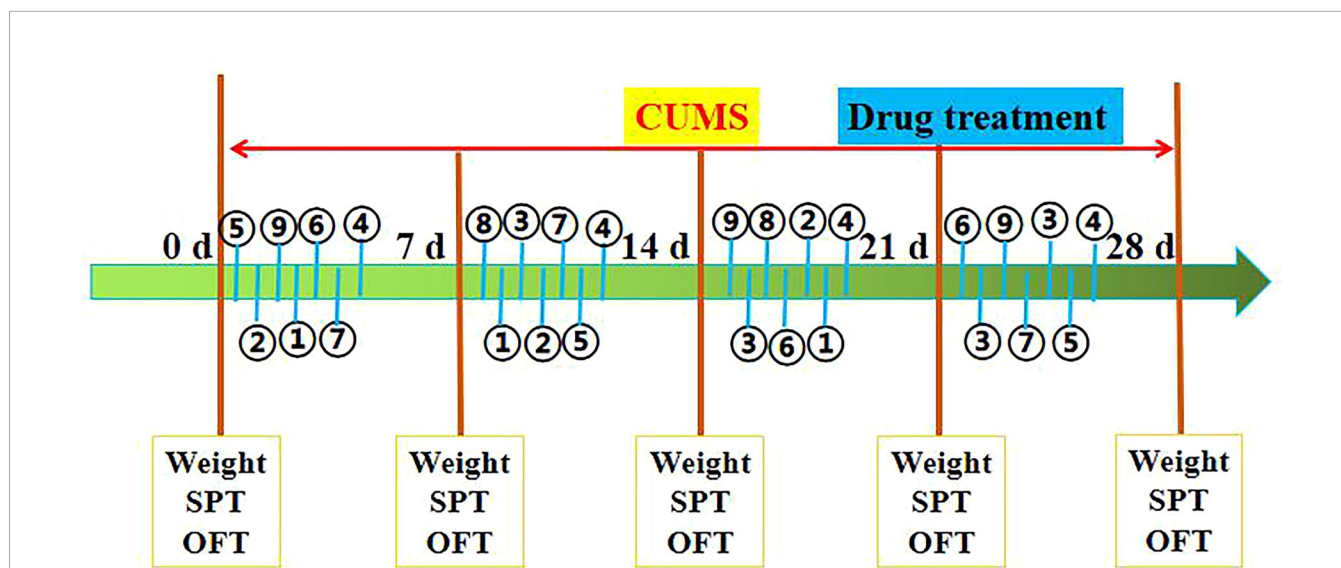 CUMS
Drug treatment
⑤ ⑨ ⑥ ④ ⑧ ③ ⑦ ④ ⑨ ⑧ ② ④ ⑥ ⑨ ③ ④
0 d 7 d 14 d 21 d 28 d
② ① ⑦ ① ② ⑤ ③ ⑥ ① ③ ⑦ ⑤
Weight
SPT
OFT
Weight
SPT
OFT
Weight
SPT
OFT
Weight
SPT
OFT
Weight
SPT
OFT